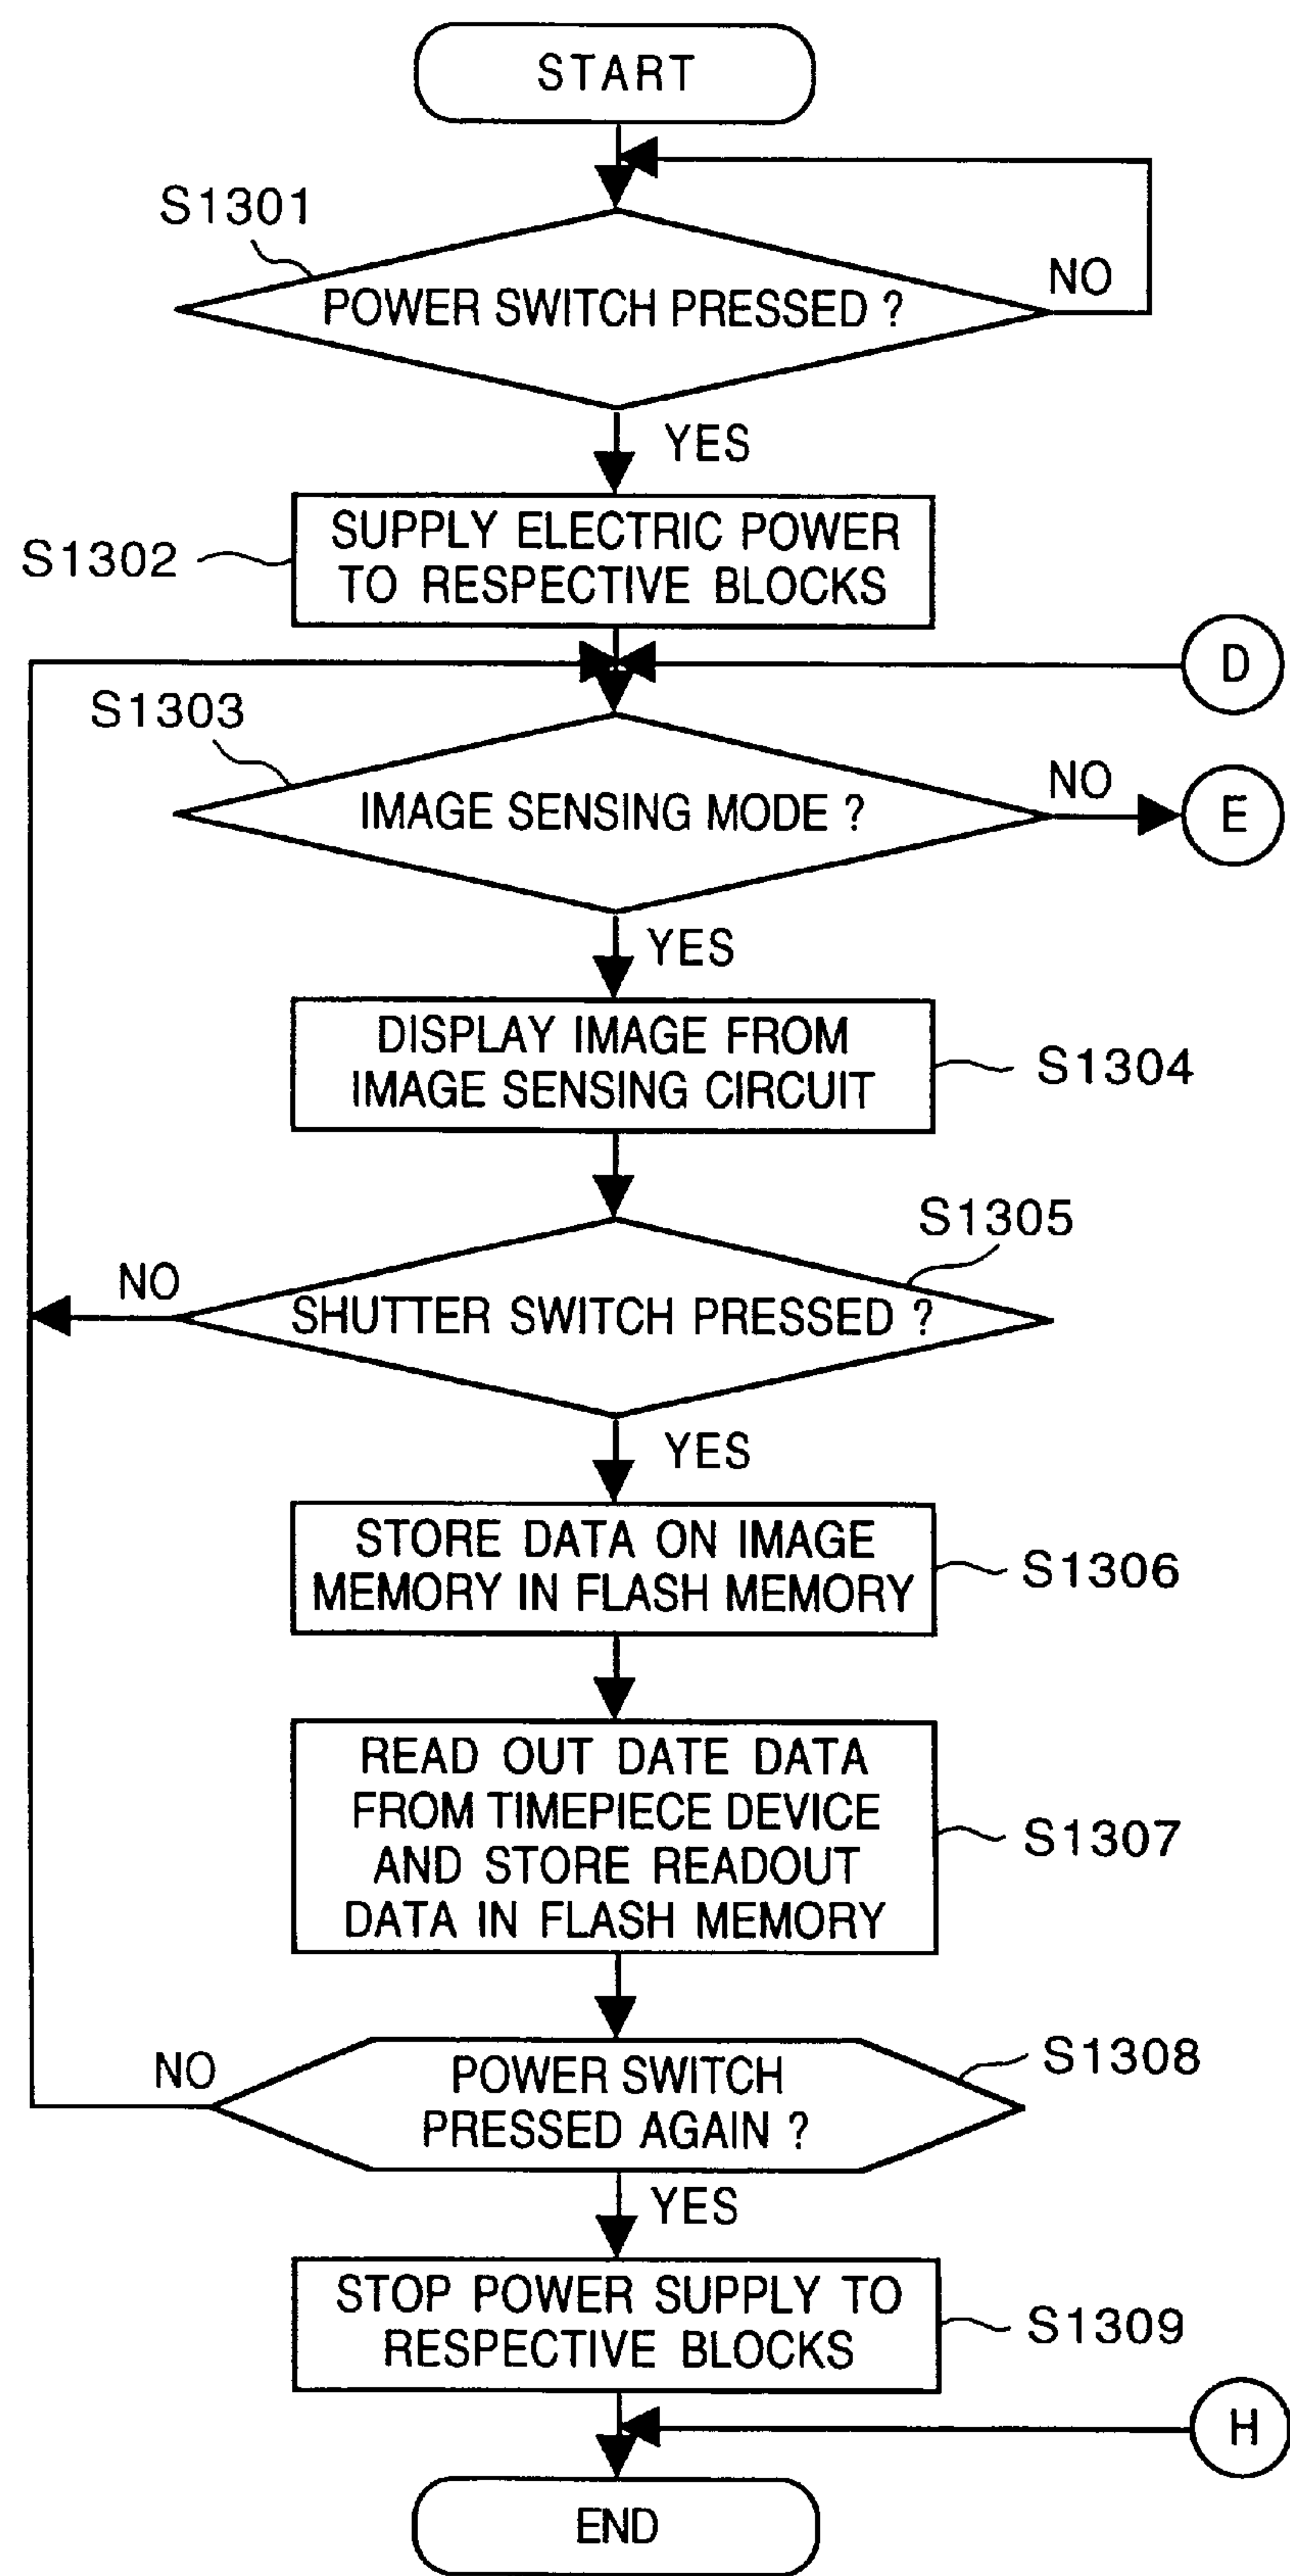 START
S1301
POWER SWITCH PRESSED ?
NO
YES
S1302
SUPPLY ELECTRIC POWER
TO RESPECTIVE BLOCKS
D
S1303
IMAGE SENSING MODE ?
NO
E
YES
DISPLAY IMAGE FROM
IMAGE SENSING CIRCUIT
S1304
S1305
NO
SHUTTER SWITCH PRESSED ?
YES
STORE DATA ON IMAGE
MEMORY IN FLASH MEMORY
S1306
READ OUT DATE DATA
FROM TIMEPIECE DEVICE
AND STORE READOUT
DATA IN FLASH MEMORY
S1307
NO
POWER SWITCH
PRESSED AGAIN ?
S1308
YES
STOP POWER SUPPLY TO
RESPECTIVE BLOCKS
S1309
H
END